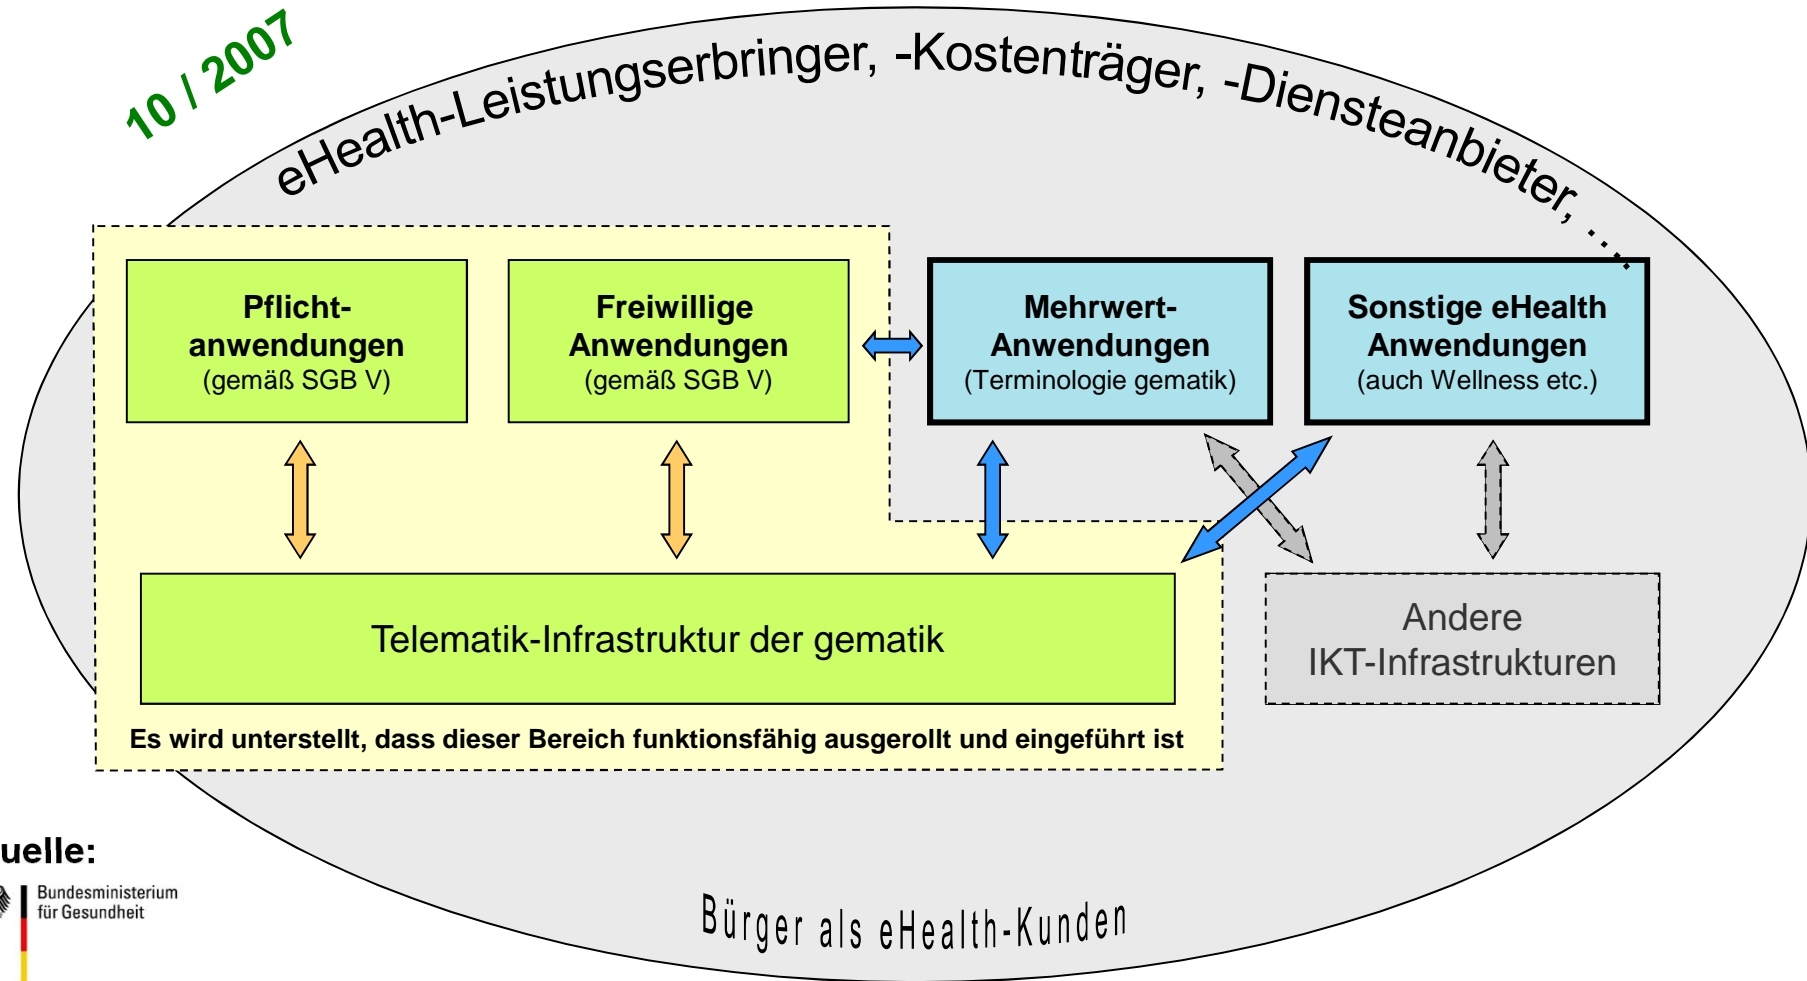 10 / 2007
eHealth-Leistungserbringer, -Kostenträger, -Diensteanbieter, .....
Pflicht-
anwendungen
(gemäß SGB V)
Freiwillige
Anwendungen
(gemäß SGB V)
Mehrwert-
Anwendungen
(Terminologie gematik)
Sonstige eHealth
Anwendungen
(auch Wellness etc.)
Telematik-Infrastruktur der gematik
Andere
IKT-Infrastrukturen
Es wird unterstellt, dass dieser Bereich funktionsfähig ausgerollt und eingeführt ist
uelle:
Bundesministerium
für Gesundheit
Bürger als eHealth-Kunden